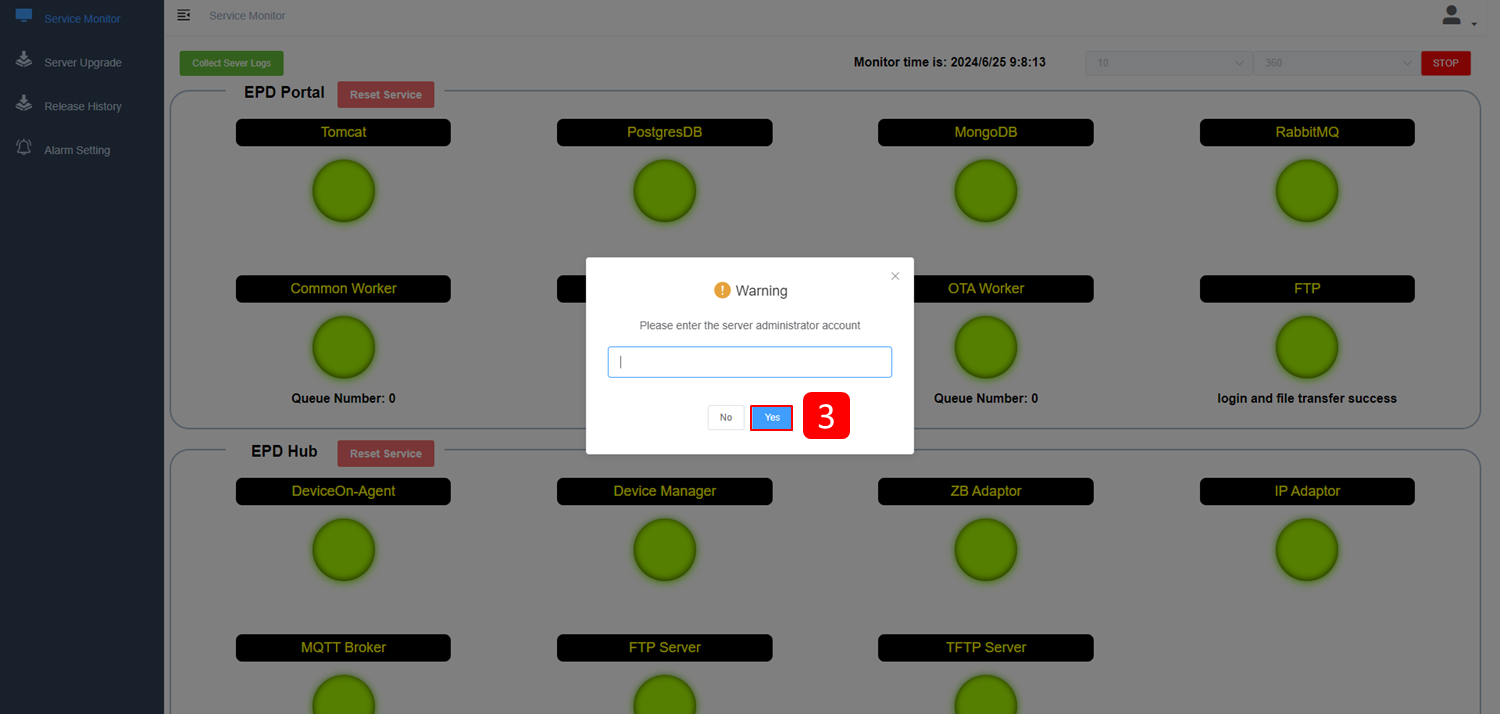 Service Monitor
Server Upgrade
Release History
Alarm Setting
Service Monitor
Collect Sever Logs
Monitor time is: 2024/6/25 9:8:13
10
360
STOP
EPD Portal
Reset Service
Tomcat
PostgresDB
MongoDB
RabbitMQ
Common Worker
OTA Worker
FTP
Queue Number: 0
Queue Number: 0
login and file transfer success
! Warning
Please enter the server administrator account
No
Yes
3
EPD Hub
Reset Service
DeviceOn-Agent
Device Manager
ZB Adaptor
IP Adaptor
MQTT Broker
FTP Server
TFTP Server